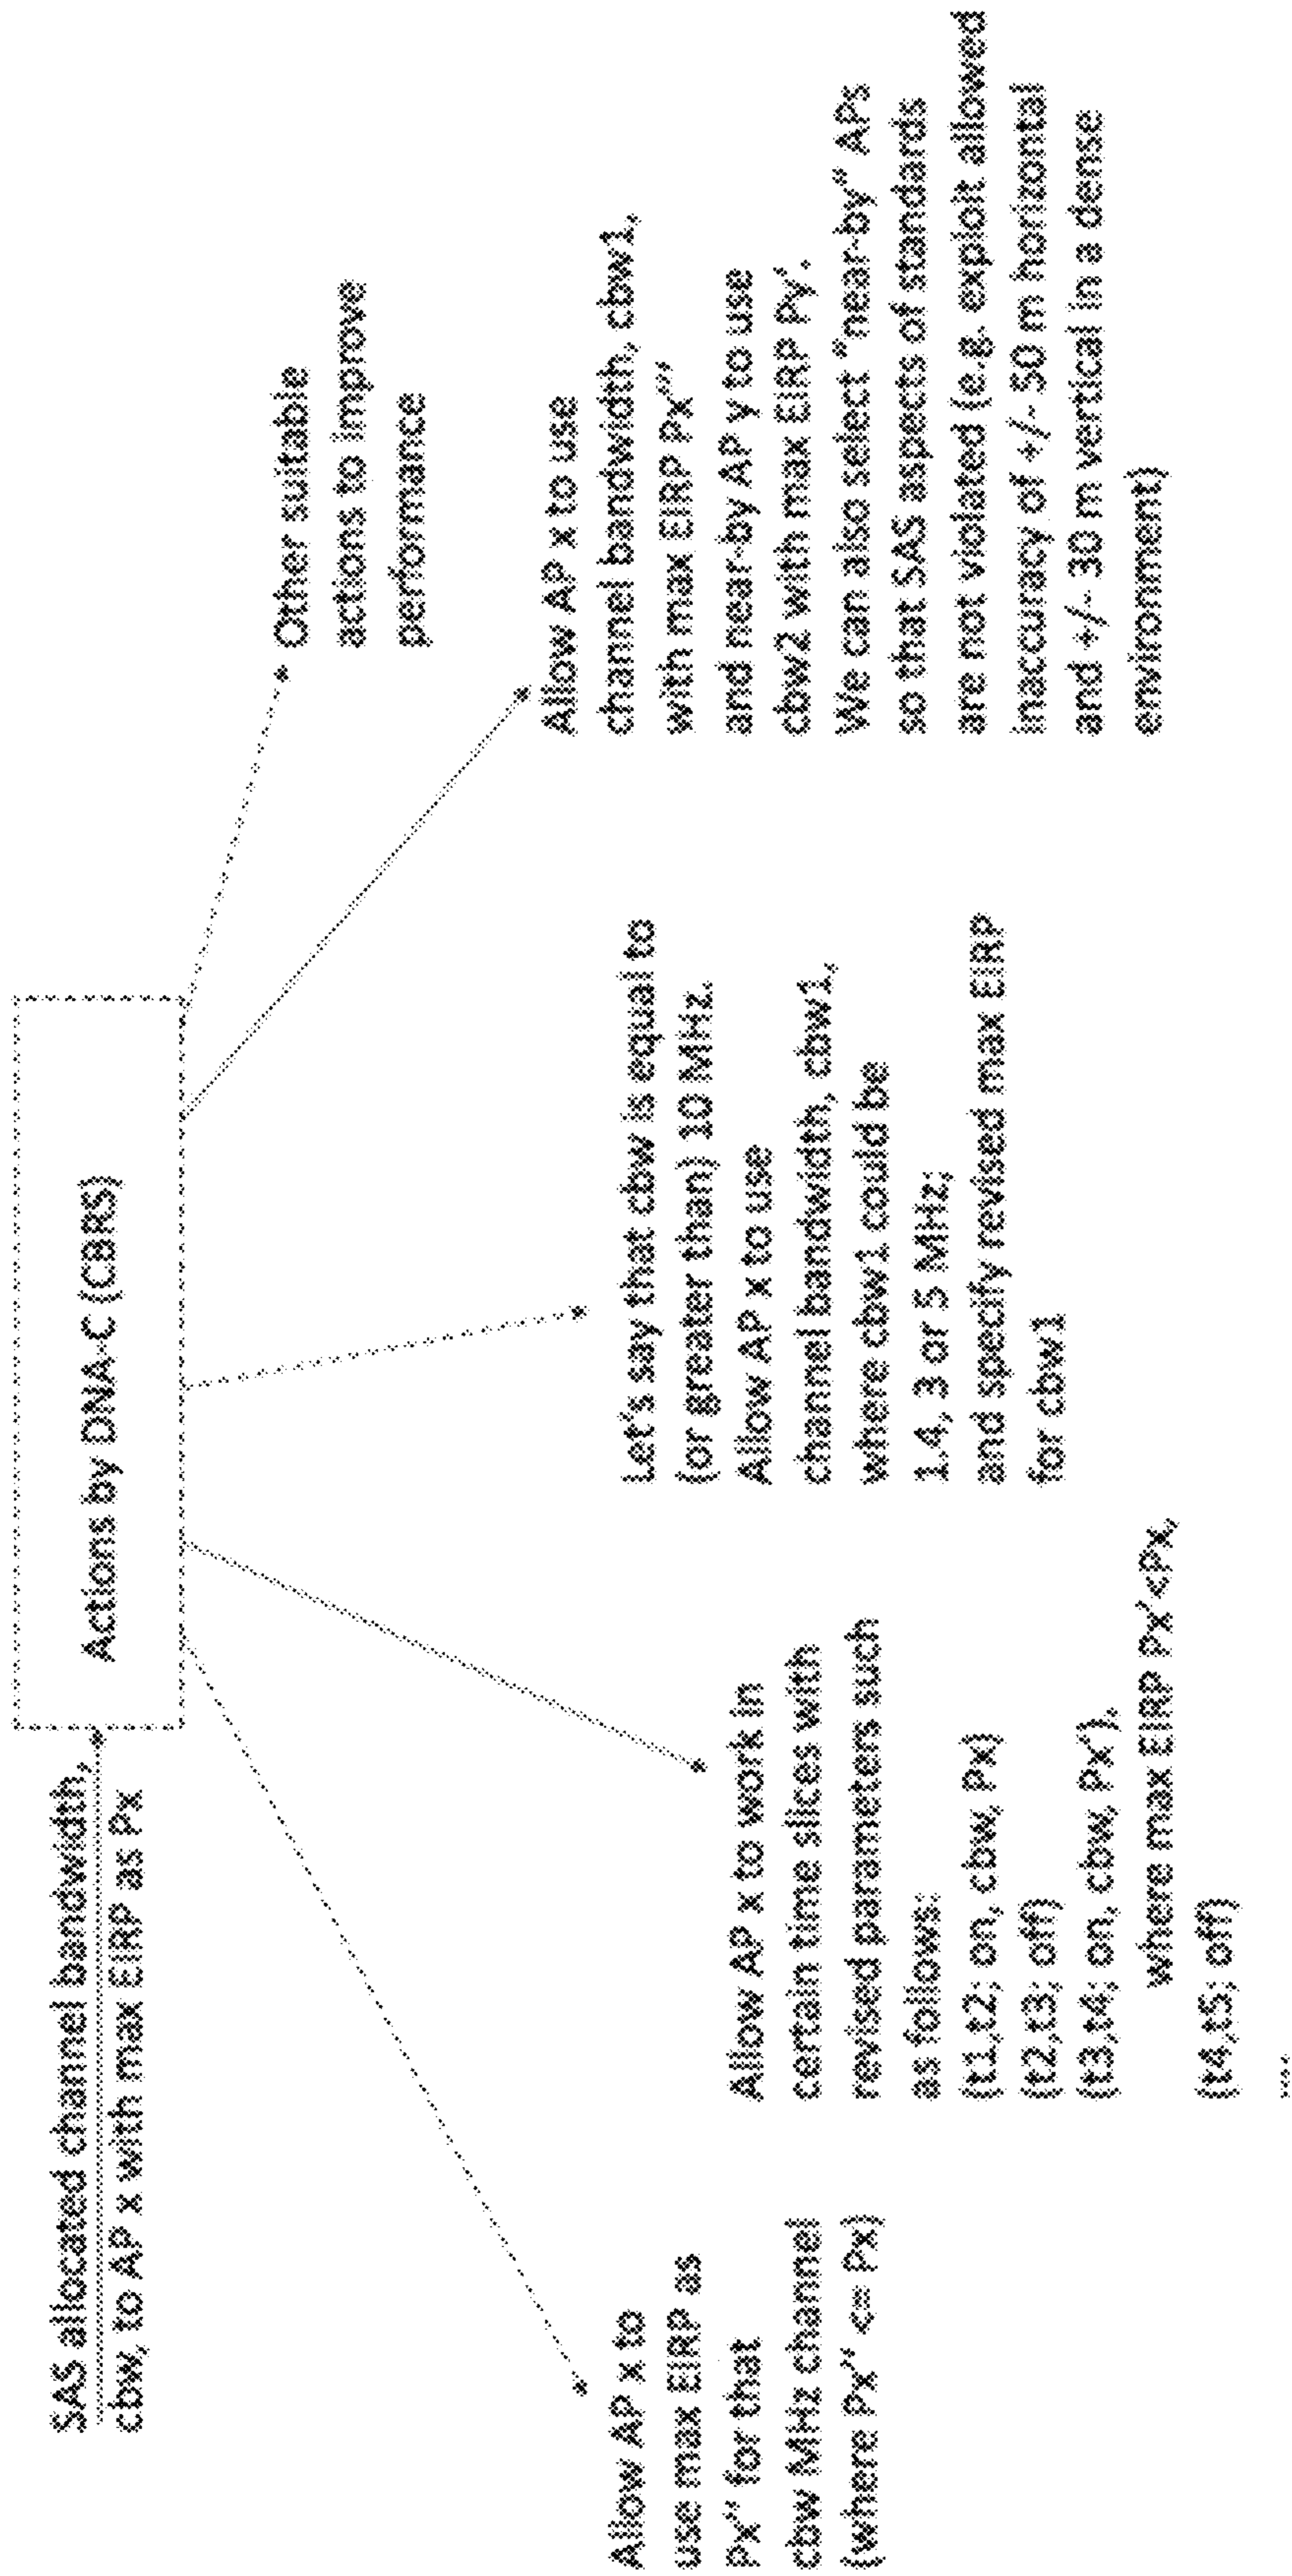 SAS allocated channel bandwidth,
cbw, to AP x with max EIRP as Px
Actions by DNA-C (CBRS)
Allow AP x to
use max EIRP as
Px'' for that
cbw MHz channel
(where Px'' <= Px)
Allow AP x to work in
certain time slices with
revised parameters such
as follows:
(t1,t2; on, cbw, Px)
(t2,t3; off)
(t3,t4; on, cbw, Px'),
where max EIRP Px'<Px,
(t4,t5; off)
...
Let's say that cbw is equal to
(or greater than) 10 MHz.
Allow AP x to use
channel bandwidth, cbw1,
where cbw1 could be
1.4, 3 or 5 MHz;
and specify revised max EIRP
for cbw1
Allow AP x to use
channel bandwidth, cbw1,
with max EIRP Px'''
and near-by AP y to use
cbw2 with max EIRP Py'.
We can also select "near-by" APs
so that SAS aspects of standards
are not violated (e.g. exploit allowed
inaccuracy of +/- 50 m horizontal
and +/- 30 m vertical in a dense
environment)
Other suitable
actions to improve
performance